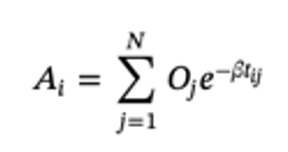 A_i = \sum_{j=1}^{N} O_j e^{-\beta t_{ij}}